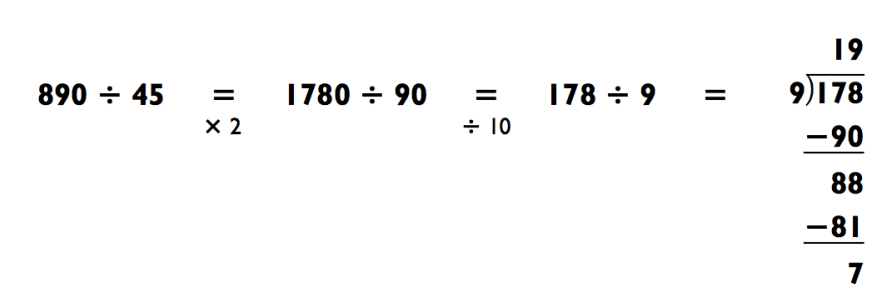 19
890 ÷ 45 = 1780 ÷ 90 = 178 ÷ 9 = 9)178
× 2 ÷ 10
−90
88
−81
7